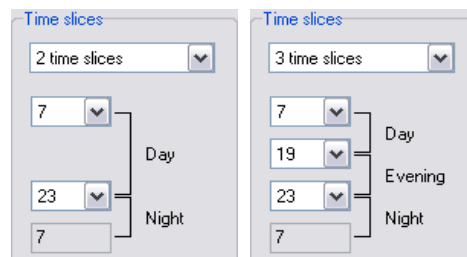 Time slices
2 time slices
7
Day
23
Night
7
Time slices
3 time slices
7
Day
19
Evening
23
Night
7